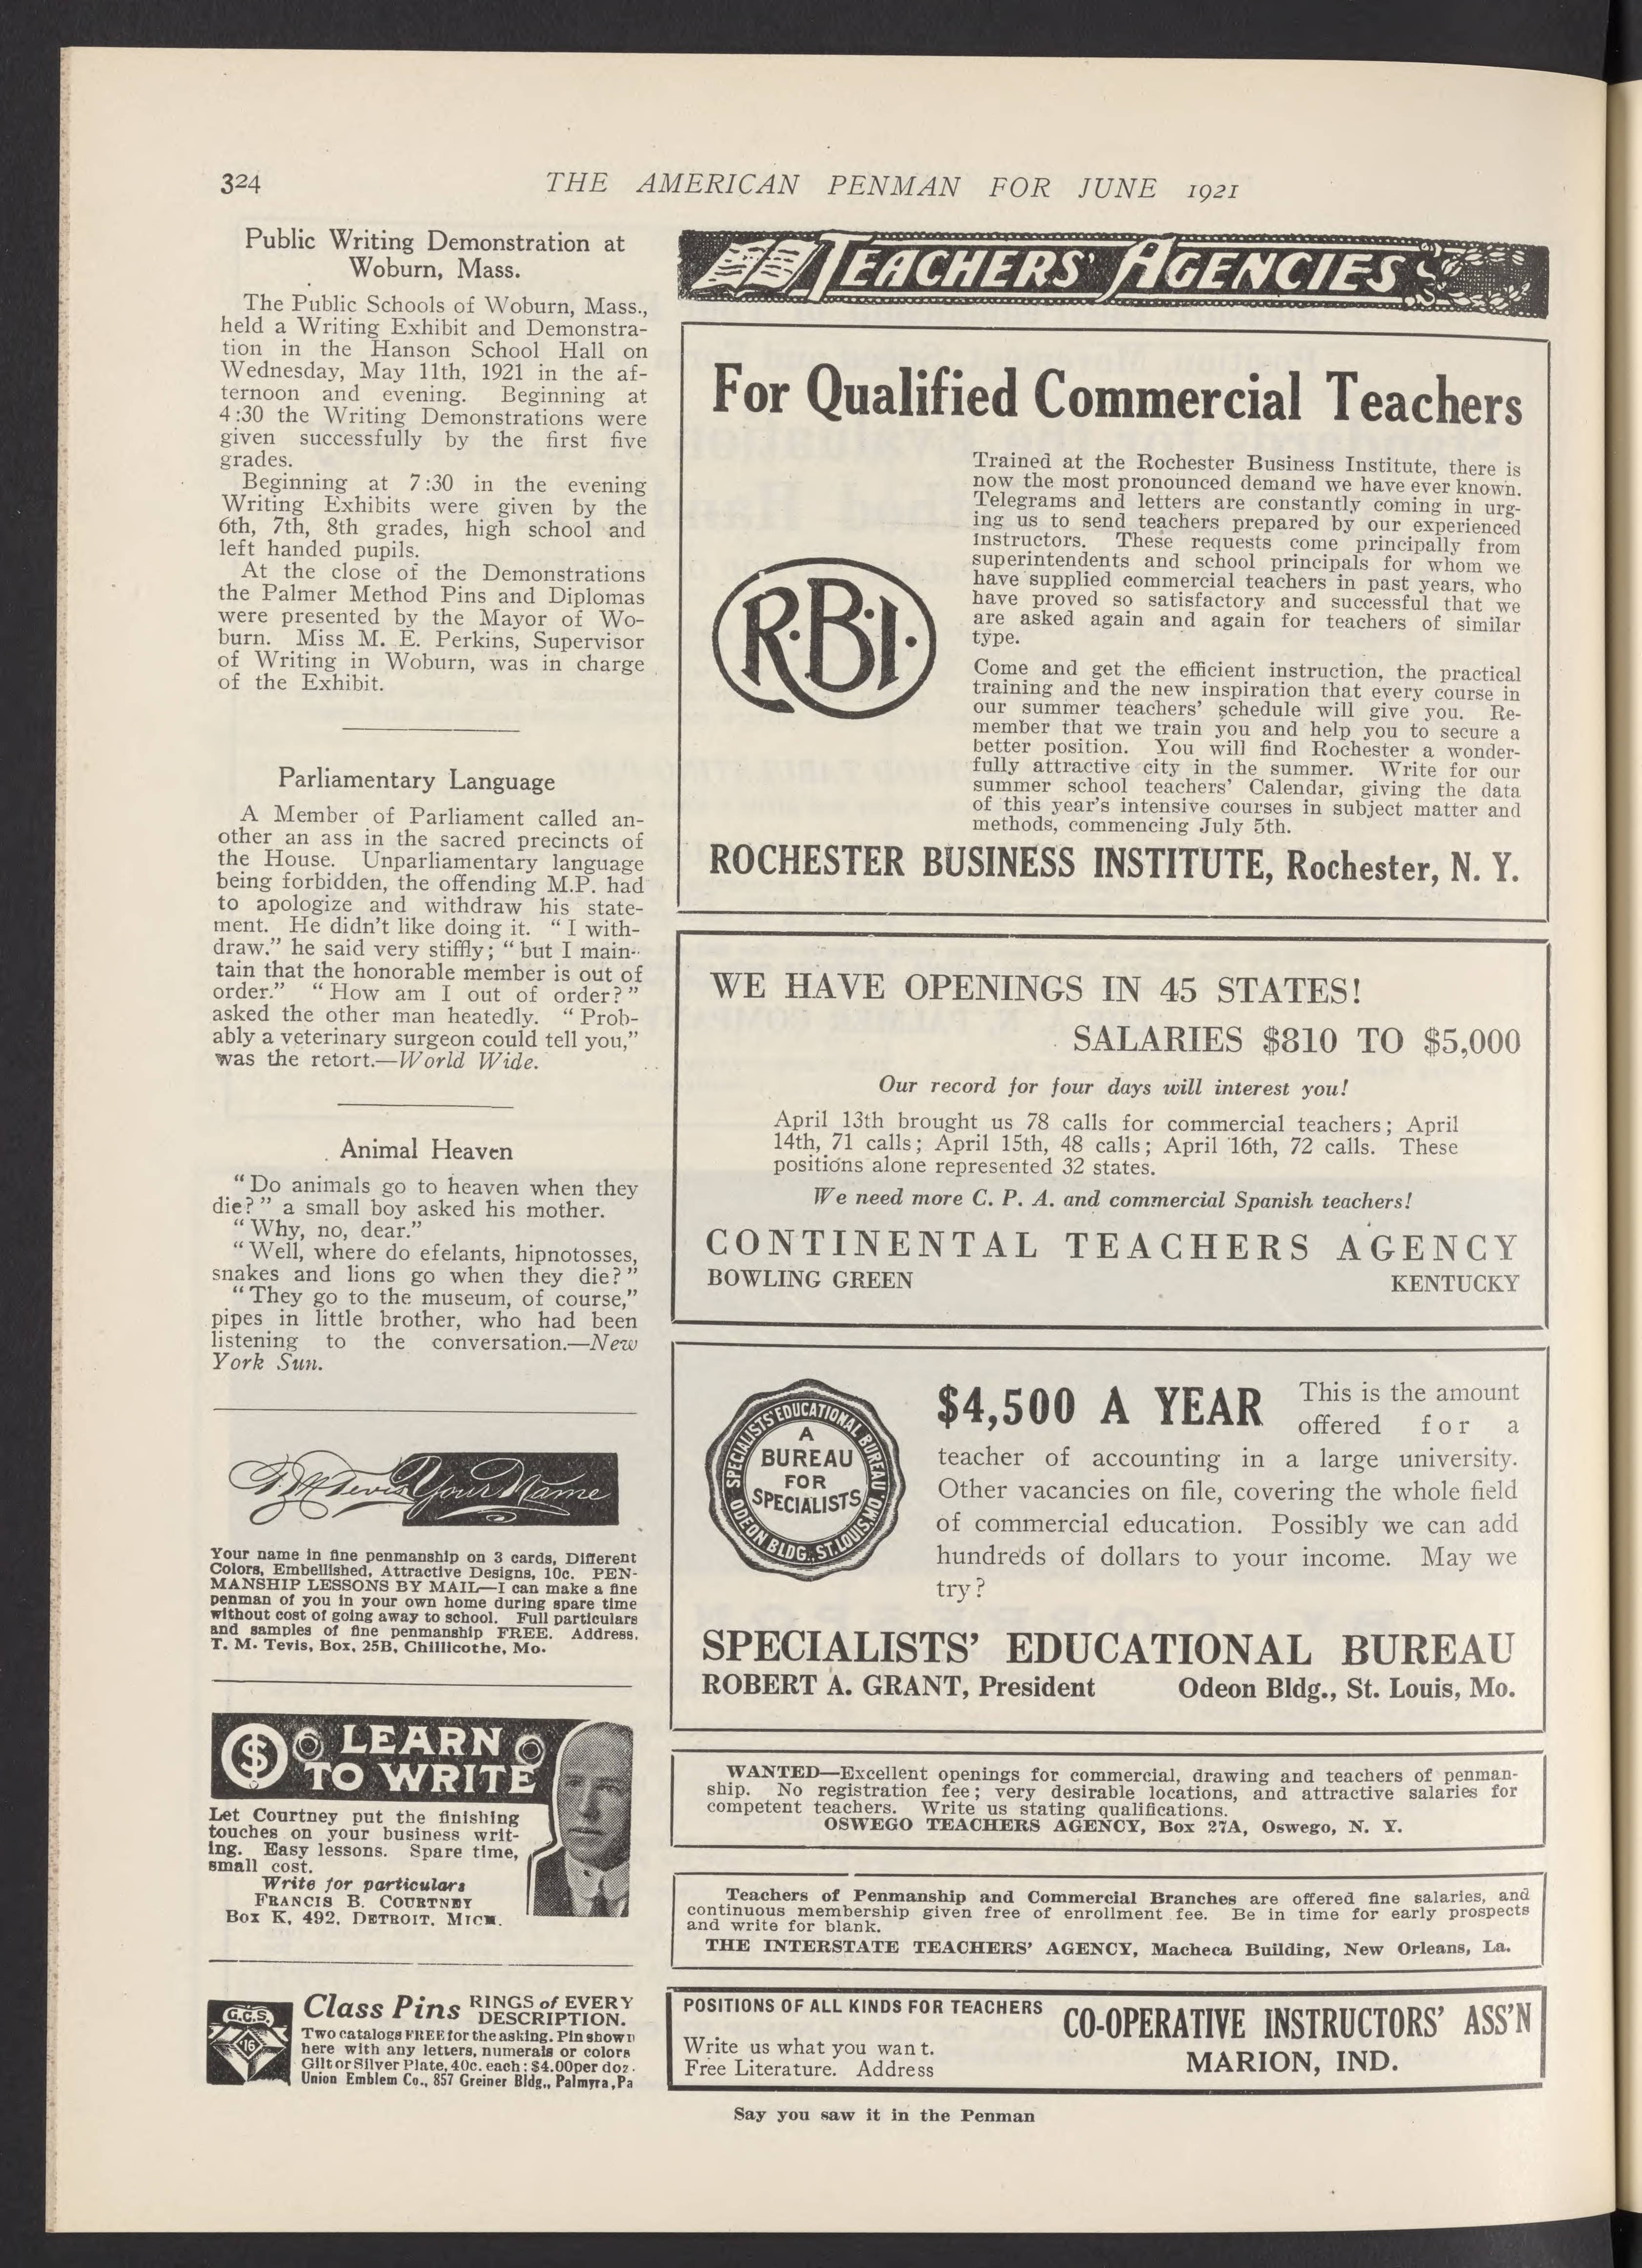 324
THE AMERICAN PENMAN FOR JUNE 1921
Public Writing Demonstration at
Woburn, Mass.
The Public Schools of Woburn, Mass.,
held a Writing Exhibit and Demonstra-
tion in the Hanson School Hall on
Wednesday, May 11th, 1921 in the af-
ternoon and evening. Beginning at
4:30 the Writing Demonstrations were
given successfully by the first five
grades.
Beginning at 7:30 in the evening
Writing Exhibits were given by the
6th, 7th, 8th grades, high school and
left handed pupils.
At the close of the Demonstrations
the Palmer Method Pins and Diplomas
were presented by the Mayor of Wo-
burn. Miss M. E. Perkins, Supervisor
of Writing in Woburn, was in charge
of the Exhibit.
Parliamentary Language
A Member of Parliament called an-
other an ass in the sacred precincts of
the House. Unparliamentary language
being forbidden, the offending M.P. had
to apologize and withdraw his state-
ment. He didn't like doing it. "I with-
draw." he said very stiffly; "but I main-
tain that the honorable member is out of
order." "How am I out of order?"
asked the other man heatedly. "Prob-
ably a veterinary surgeon could tell you,"
was the retort.—World Wide.
Animal Heaven
"Do animals go to heaven when they
die?" a small boy asked his mother.
"Why, no, dear."
"Well, where do efelants, hipnotosses,
snakes and lions go when they die?"
"They go to the museum, of course,"
pipes in little brother, who had been
listening to the conversation.—New
York Sun.
T. M. Tevis Your Name
Your name in fine penmanship on 3 cards, Different
Colors, Embellished, Attractive Designs, 10c. PEN-
MANSHIP LESSONS BY MAIL—I can make a fine
penman of you in your own home during spare time
without cost of going away to school. Full particulars
and samples of fine penmanship FREE. Address,
T. M. Tevis, Box, 25B, Chillicothe, Mo.
$ LEARN
TO WRITE
Let Courtney put the finishing
touches on your business writ-
ing. Easy lessons. Spare time,
small cost.
Write for particulars
FRANCIS B. COURTNEY
Box K, 492, DETROIT, MICH.
G.C.S.
'16
Class Pins RINGS of EVERY
DESCRIPTION.
Two catalogs FREE for the asking. Pin shown
here with any letters, numerals or colors
Gilt or Silver Plate, 40c. each: $4.00 per doz.
Union Emblem Co., 857 Greiner Bldg., Palmyra, Pa
TEACHERS' AGENCIES
For Qualified Commercial Teachers
R.B.I.
Trained at the Rochester Business Institute, there is
now the most pronounced demand we have ever known.
Telegrams and letters are constantly coming in urg-
ing us to send teachers prepared by our experienced
instructors. These requests come principally from
superintendents and school principals for whom we
have supplied commercial teachers in past years, who
have proved so satisfactory and successful that we
are asked again and again for teachers of similar
type.
Come and get the efficient instruction, the practical
training and the new inspiration that every course in
our summer teachers' schedule will give you. Re-
member that we train you and help you to secure a
better position. You will find Rochester a wonder-
fully attractive city in the summer. Write for our
summer school teachers' Calendar, giving the data
of this year's intensive courses in subject matter and
methods, commencing July 5th.
ROCHESTER BUSINESS INSTITUTE, Rochester, N. Y.
WE HAVE OPENINGS IN 45 STATES!
SALARIES $810 TO $5,000
Our record for four days will interest you!
April 13th brought us 78 calls for commercial teachers; April
14th, 71 calls; April 15th, 48 calls; April 16th, 72 calls. These
positions alone represented 32 states.
We need more C. P. A. and commercial Spanish teachers!
CONTINENTAL TEACHERS AGENCY
BOWLING GREEN KENTUCKY
SPECIALISTS' EDUCATIONAL BUREAU
ODEON BLDG., ST. LOUIS, MO.
A
BUREAU
FOR
SPECIALISTS
$4,500 A YEAR This is the amount
offered for a
teacher of accounting in a large university.
Other vacancies on file, covering the whole field
of commercial education. Possibly we can add
hundreds of dollars to your income. May we
try?
SPECIALISTS' EDUCATIONAL BUREAU
ROBERT A. GRANT, President Odeon Bldg., St. Louis, Mo.
WANTED—Excellent openings for commercial, drawing and teachers of penman-
ship. No registration fee; very desirable locations, and attractive salaries for
competent teachers. Write us stating qualifications.
OSWEGO TEACHERS AGENCY, Box 27A, Oswego, N. Y.
Teachers of Penmanship and Commercial Branches are offered fine salaries, and
continuous membership given free of enrollment fee. Be in time for early prospects
and write for blank.
THE INTERSTATE TEACHERS' AGENCY, Macheca Building, New Orleans, La.
POSITIONS OF ALL KINDS FOR TEACHERS
Write us what you want.
Free Literature. Address
CO-OPERATIVE INSTRUCTORS' ASS'N
MARION, IND.
Say you saw it in the Penman